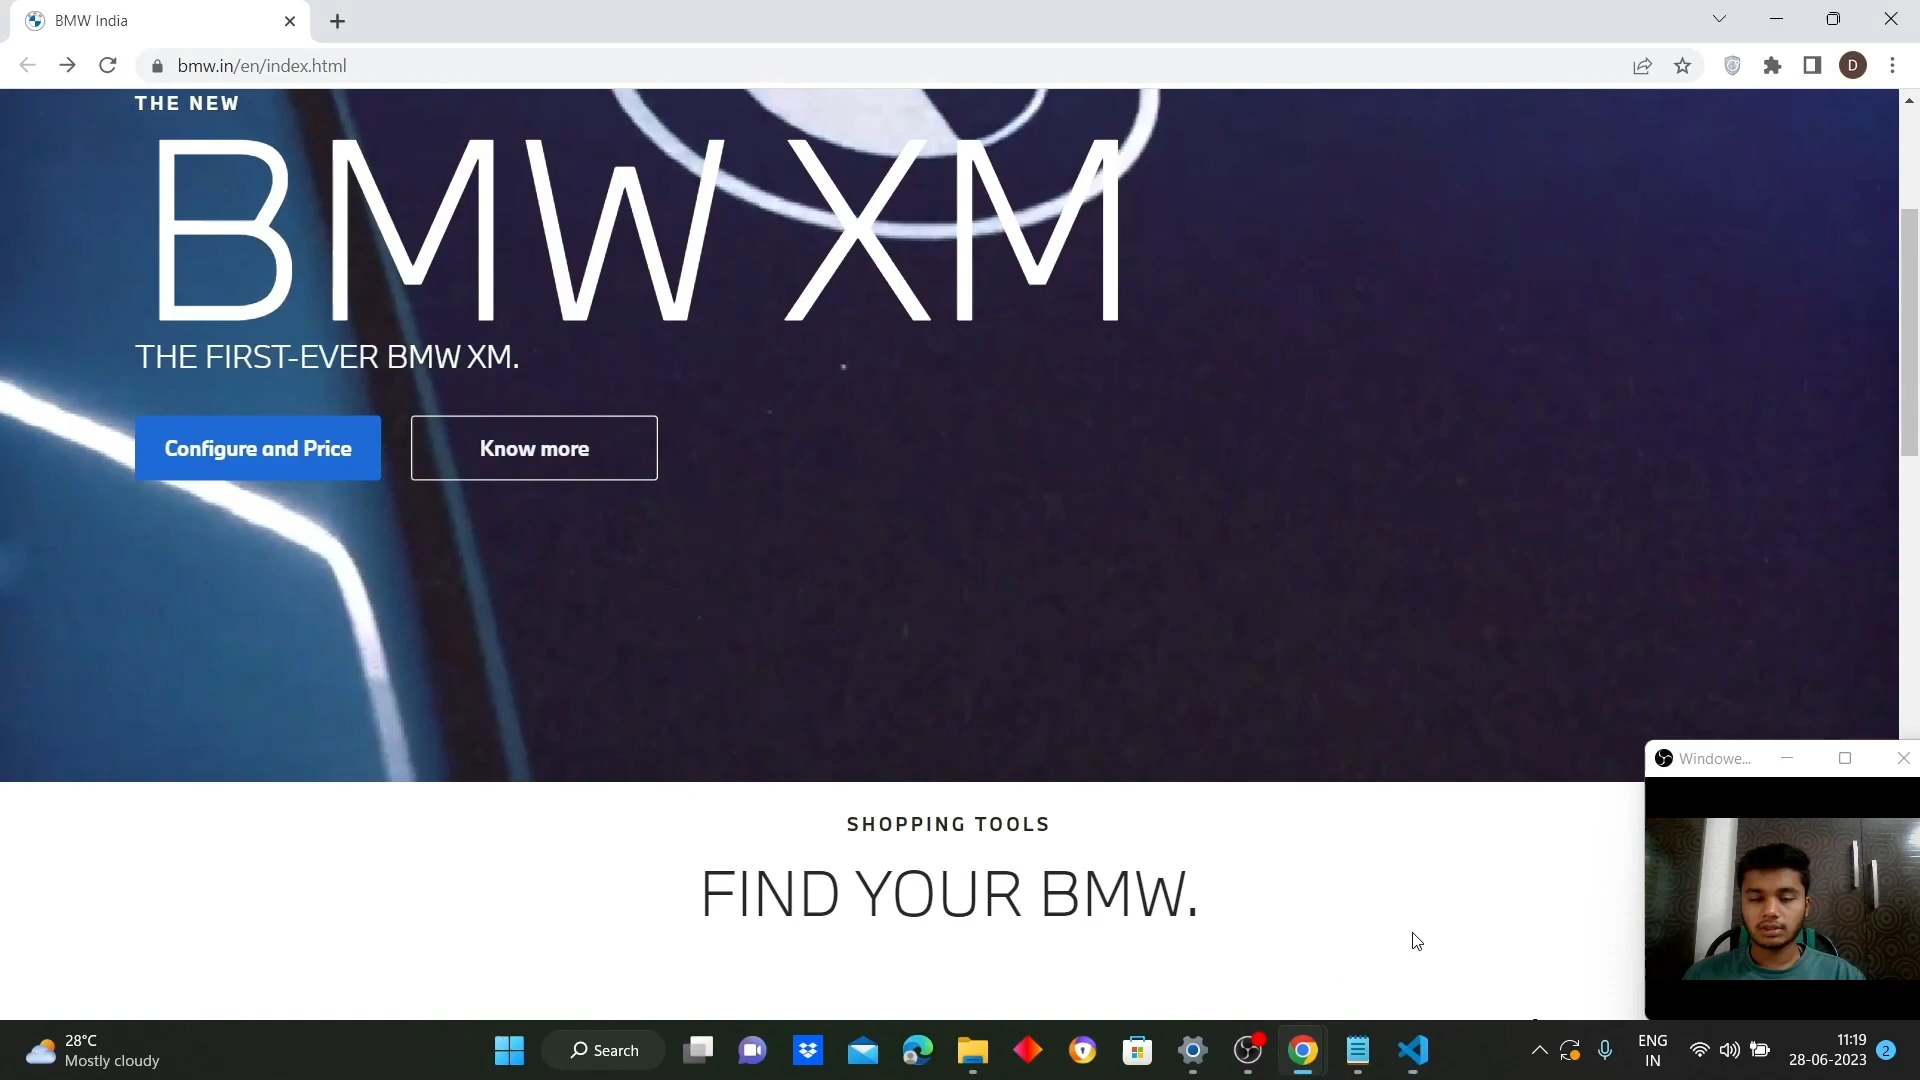 BMW India
bmw.in/en/index.html
D
THE NEW
BMW XM
THE FIRST-EVER BMW XM.
Configure and Price
Know more
SHOPPING TOOLS
FIND YOUR BMW.
Windowe...
28°C
Mostly cloudy
Search
ENG
IN
11:19
28-06-2023
2